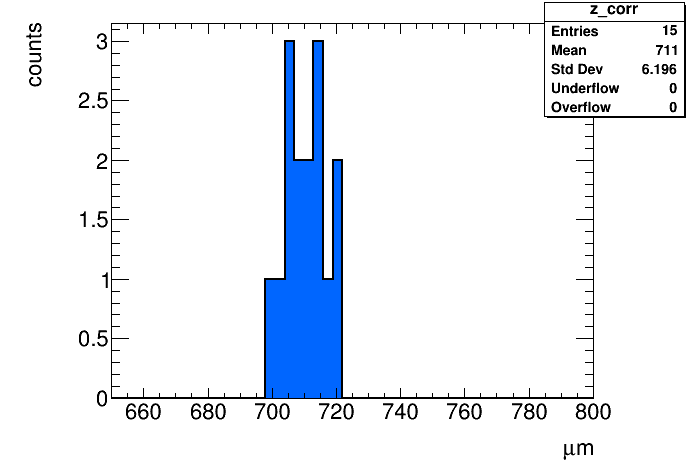 z_corr
Entries 15
Mean 711
Std Dev 6.196
Underflow 0
Overflow 0
counts
3
2.5
2
1.5
1
0.5
0
660 680 700 720 740 760 780 800
μm